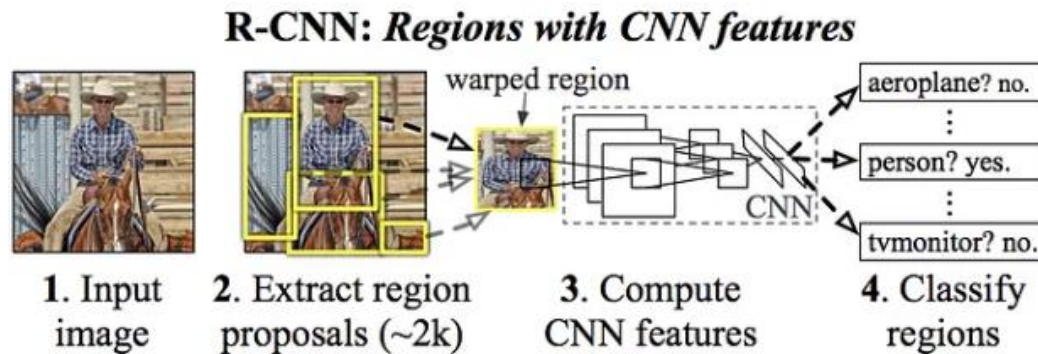 R-CNN: Regions with CNN features
warped region
aeroplane? no.
person? yes.
CNN
tvmonitor? no.
1. Input
image
2. Extract region
proposals (~2k)
3. Compute
CNN features
4. Classify
regions